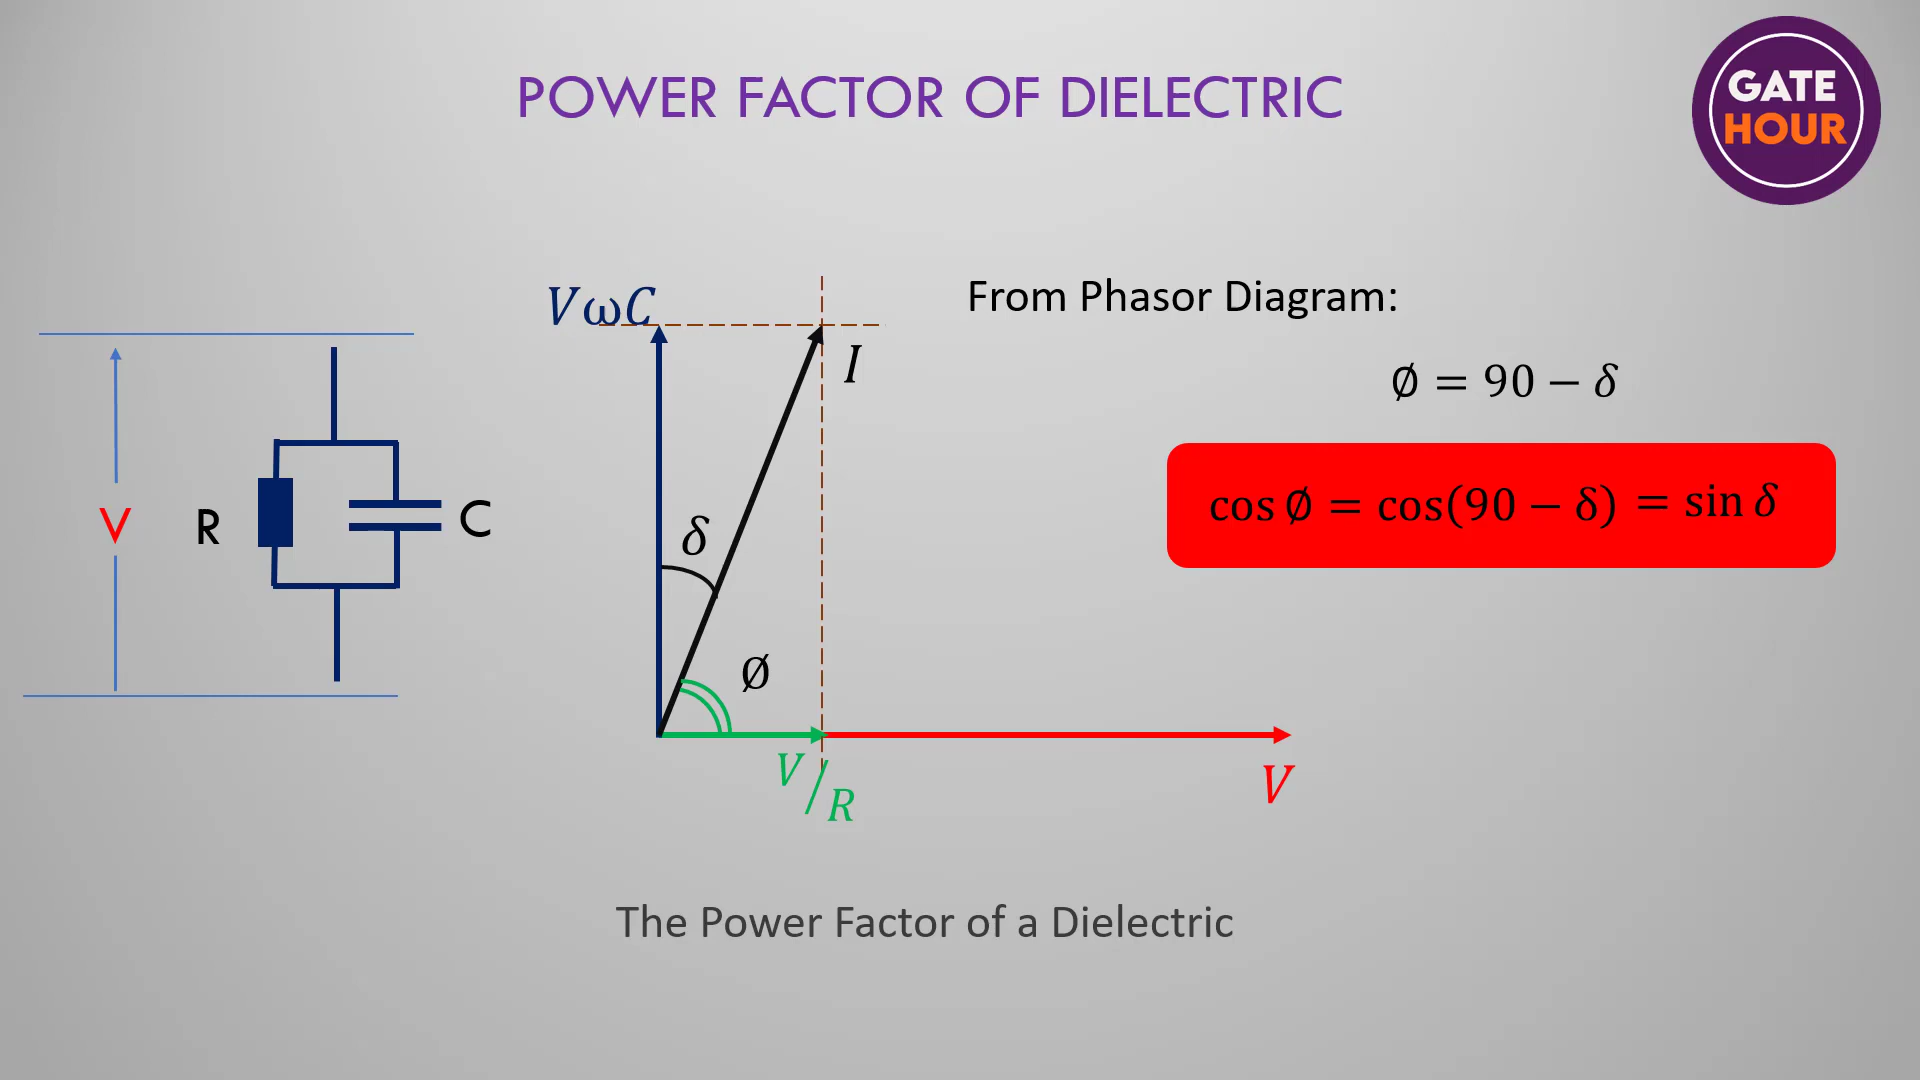 POWER FACTOR OF DIELECTRIC
GATE
HOUR
VωC
From Phasor Diagram:
I
∅ = 90 − δ
cos ∅ = cos(90 − δ) = sin δ
V
R
C
δ
∅
V/R
V
The Power Factor of a Dielectric